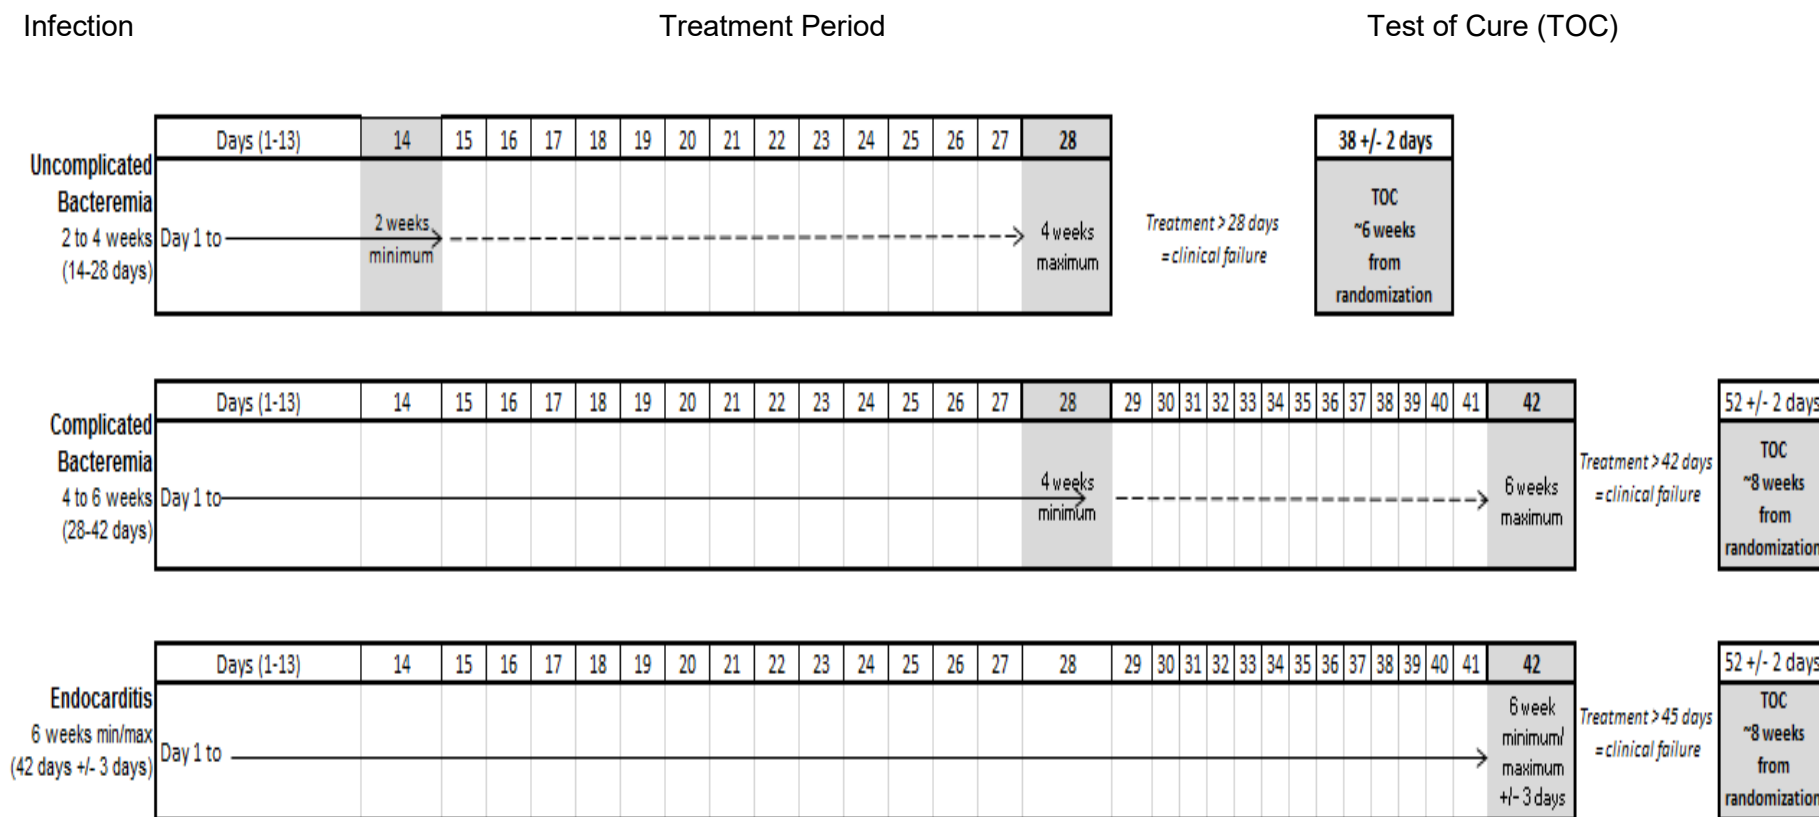 Infection Treatment Period Test of Cure (TOC)
Days (1-13) 14 15 16 17 18 19 20 21 22 23 24 25 26 27 28 38 +/- 2 days
Uncomplicated
Bacteremia
2 to 4 weeks
(14-28 days)
Day 1 to
2 weeks
minimum
4 weeks
maximum
Treatment > 28 days
= clinical failure
TOC
~6 weeks
from
randomization
Days (1-13) 14 15 16 17 18 19 20 21 22 23 24 25 26 27 28 29 30 31 32 33 34 35 36 37 38 39 40 41 42 52 +/- 2 days
Complicated
Bacteremia
4 to 6 weeks
(28-42 days)
Day 1 to
4 weeks
minimum
6 weeks
maximum
Treatment > 42 days
= clinical failure
TOC
~8 weeks
from
randomization
Days (1-13) 14 15 16 17 18 19 20 21 22 23 24 25 26 27 28 29 30 31 32 33 34 35 36 37 38 39 40 41 42 52 +/- 2 days
Endocarditis
6 weeks min/max
(42 days +/- 3 days)
Day 1 to
6 week
minimum/
maximum
+/- 3 days
Treatment > 45 days
= clinical failure
TOC
~8 weeks
from
randomization